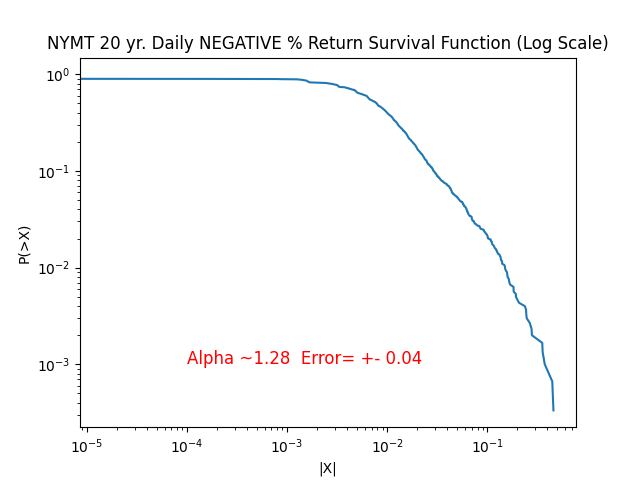 NYMT 20 yr. Daily NEGATIVE % Return Survival Function (Log Scale)
10⁰
10⁻¹
10⁻²
10⁻³
P(>X)
Alpha ~1.28  Error= +- 0.04
10⁻⁵ 10⁻⁴ 10⁻³ 10⁻² 10⁻¹
|X|